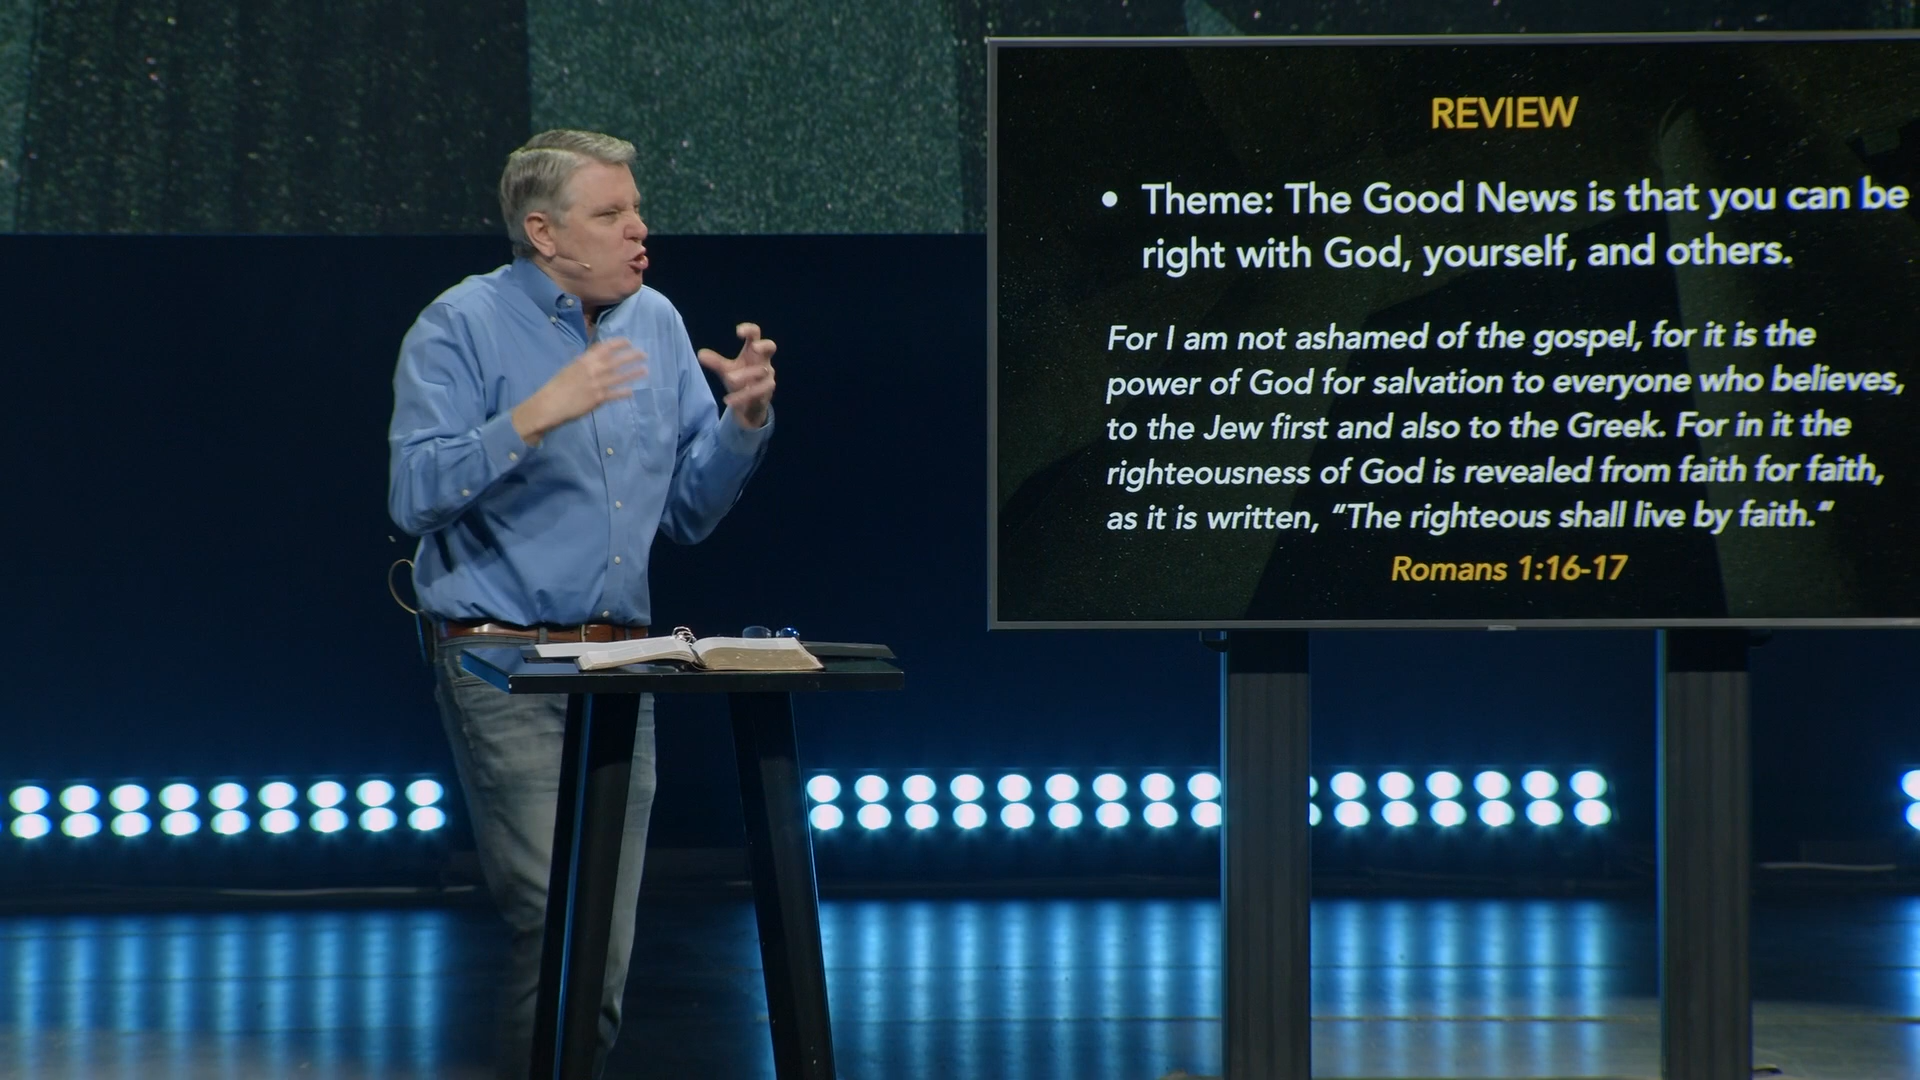 REVIEW
• Theme: The Good News is that you can be
right with God, yourself, and others.
For I am not ashamed of the gospel, for it is the
power of God for salvation to everyone who believes,
to the Jew first and also to the Greek. For in it the
righteousness of God is revealed from faith for faith,
as it is written, “The righteous shall live by faith.”
Romans 1:16-17